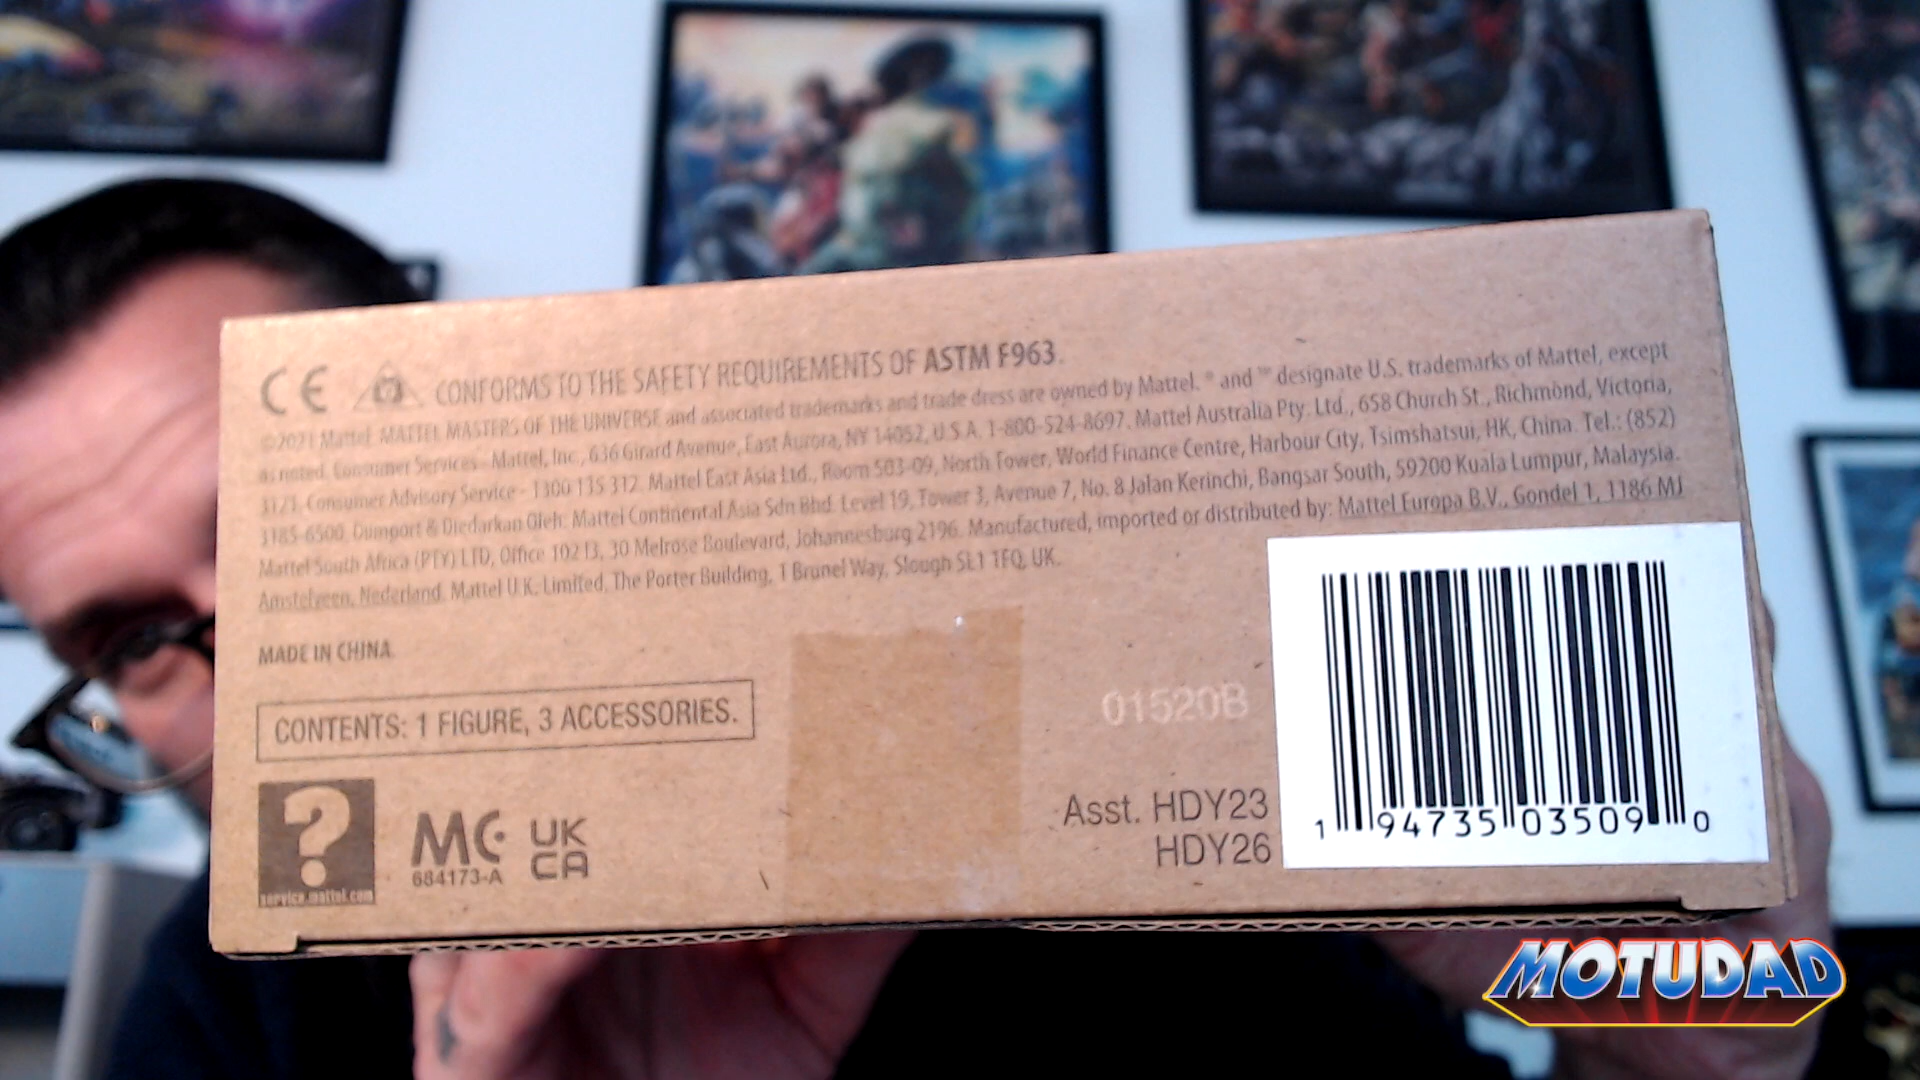 CE CONFORMS TO THE SAFETY REQUIREMENTS OF ASTM F963.
©2021 Mattel. MATTEL MASTERS OF THE UNIVERSE and associated trademarks and trade dress are owned by Mattel. ® and ™ designate U.S. trademarks of Mattel, except
as noted. Consumer Services - Mattel, Inc., 636 Girard Avenue, East Aurora, NY 14052, U.S.A. 1-800-524-8697. Mattel Australia Pty. Ltd., 658 Church St., Richmond, Victoria,
3121. Consumer Advisory Service - 1300 135 312. Mattel East Asia Ltd., Room 503-09, North Tower, World Finance Centre, Harbour City, Tsimshatsui, HK, China. Tel.: (852)
3185-6500. Diimport & Diedarkan Oleh: Mattel Continental Asia Sdn Bhd. Level 19, Tower 3, Avenue 7, No. 8 Jalan Kerinchi, Bangsar South, 59200 Kuala Lumpur, Malaysia.
Mattel South Africa (PTY) LTD, Office 102 I3, 30 Melrose Boulevard, Johannesburg 2196. Manufactured, imported or distributed by: Mattel Europa B.V., Gondel 1, 1186 MJ
Amstelveen, Nederland. Mattel U.K. Limited, The Porter Building, 1 Brunel Way, Slough SL1 1FQ, UK.
MADE IN CHINA.
CONTENTS: 1 FIGURE, 3 ACCESSORIES.
01520B
?
service.mattel.com
MC
684173-A
UK
CA
Asst. HDY23
HDY26
1 94735 03509 0
MOTUDAD